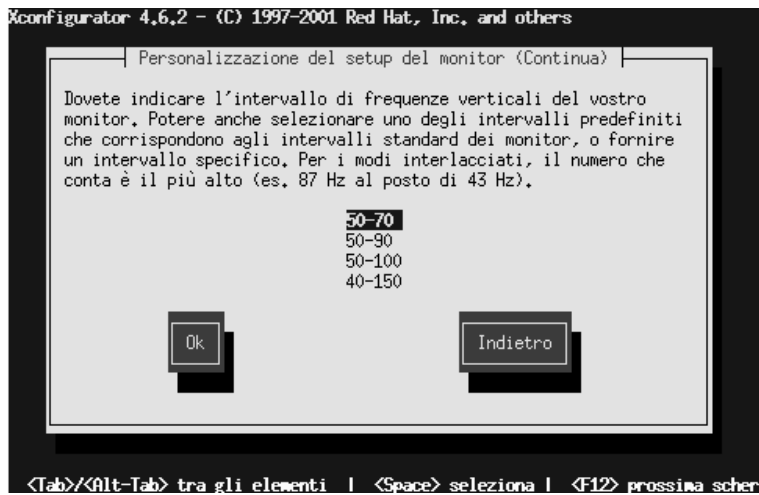 Xconfigurator 4.6.2 - (C) 1997-2001 Red Hat, Inc. and others
Personalizzazione del setup del monitor (Continua)
Dovete indicare l'intervallo di frequenze verticali del vostro
monitor. Potere anche selezionare uno degli intervalli predefiniti
che corrispondono agli intervalli standard dei monitor, o fornire
un intervallo specifico. Per i modi interlacciati, il numero che
conta è il più alto (es. 87 Hz al posto di 43 Hz).
50-70
50-90
50-100
40-150
Ok Indietro
<Tab>/<Alt-Tab> tra gli elementi | <Space> seleziona | <F12> prossima scher